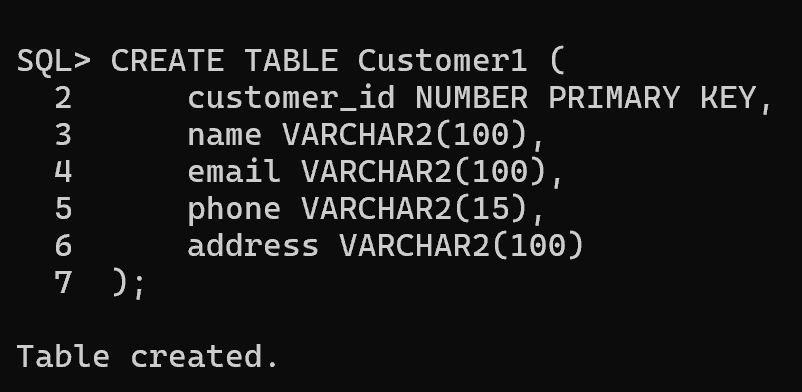 SQL> CREATE TABLE Customer1 (
  2      customer_id NUMBER PRIMARY KEY,
  3      name VARCHAR2(100),
  4      email VARCHAR2(100),
  5      phone VARCHAR2(15),
  6      address VARCHAR2(100)
  7  );
Table created.